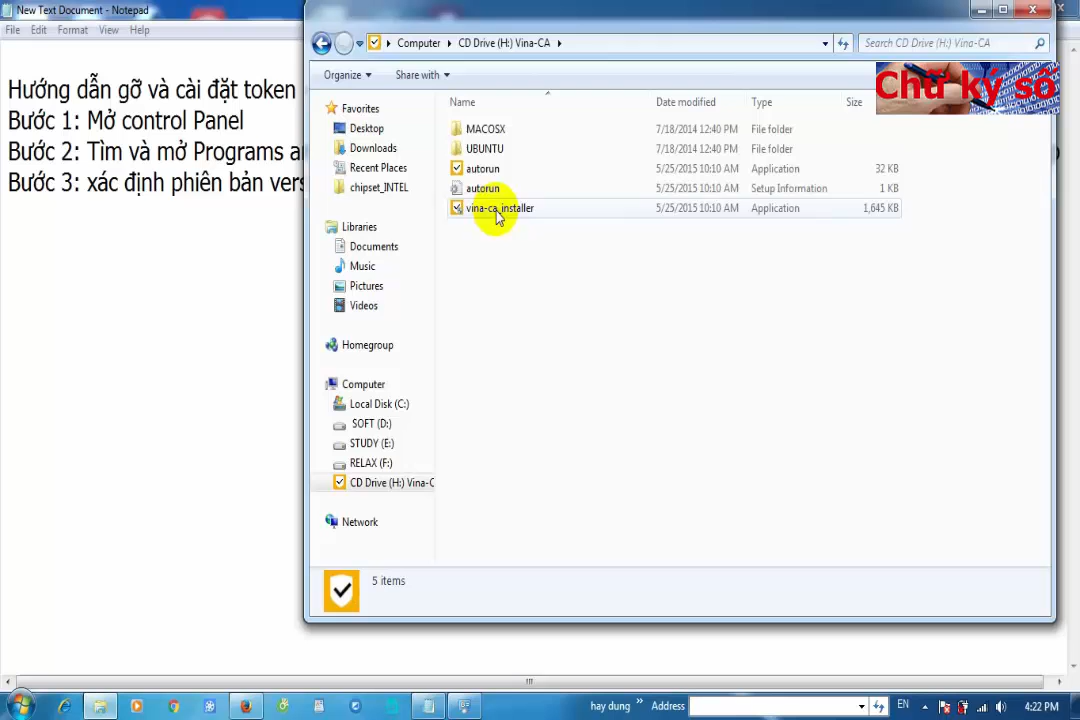 New Text Document - Notepad
File Edit Format View Help
Hướng dẫn gỡ và cài đặt token
Bước 1: Mở control Panel
Bước 2: Tìm và mở Programs
Bước 3: xác định phiên bản
Computer CD Drive (H:) Vina-CA
Search CD Drive (H:) Vina-CA
Organize Share with
Chữ ký số
Name Date modified Type Size
MACOSX 7/18/2014 12:40 PM File folder
UBUNTU 7/18/2014 12:40 PM File folder
autorun 5/25/2015 10:10 AM Application 32 KB
autorun 5/25/2015 10:10 AM Setup Information 1 KB
vina-ca_installer 5/25/2015 10:10 AM Application 1,645 KB
Favorites
Desktop
Downloads
Recent Places
chipset_INTEL
Libraries
Documents
Music
Pictures
Videos
Homegroup
Computer
Local Disk (C:)
SOFT (D:)
STUDY (E:)
RELAX (F:)
CD Drive (H:) Vina-C
Network
5 items
hay dung » Address EN 4:22 PM